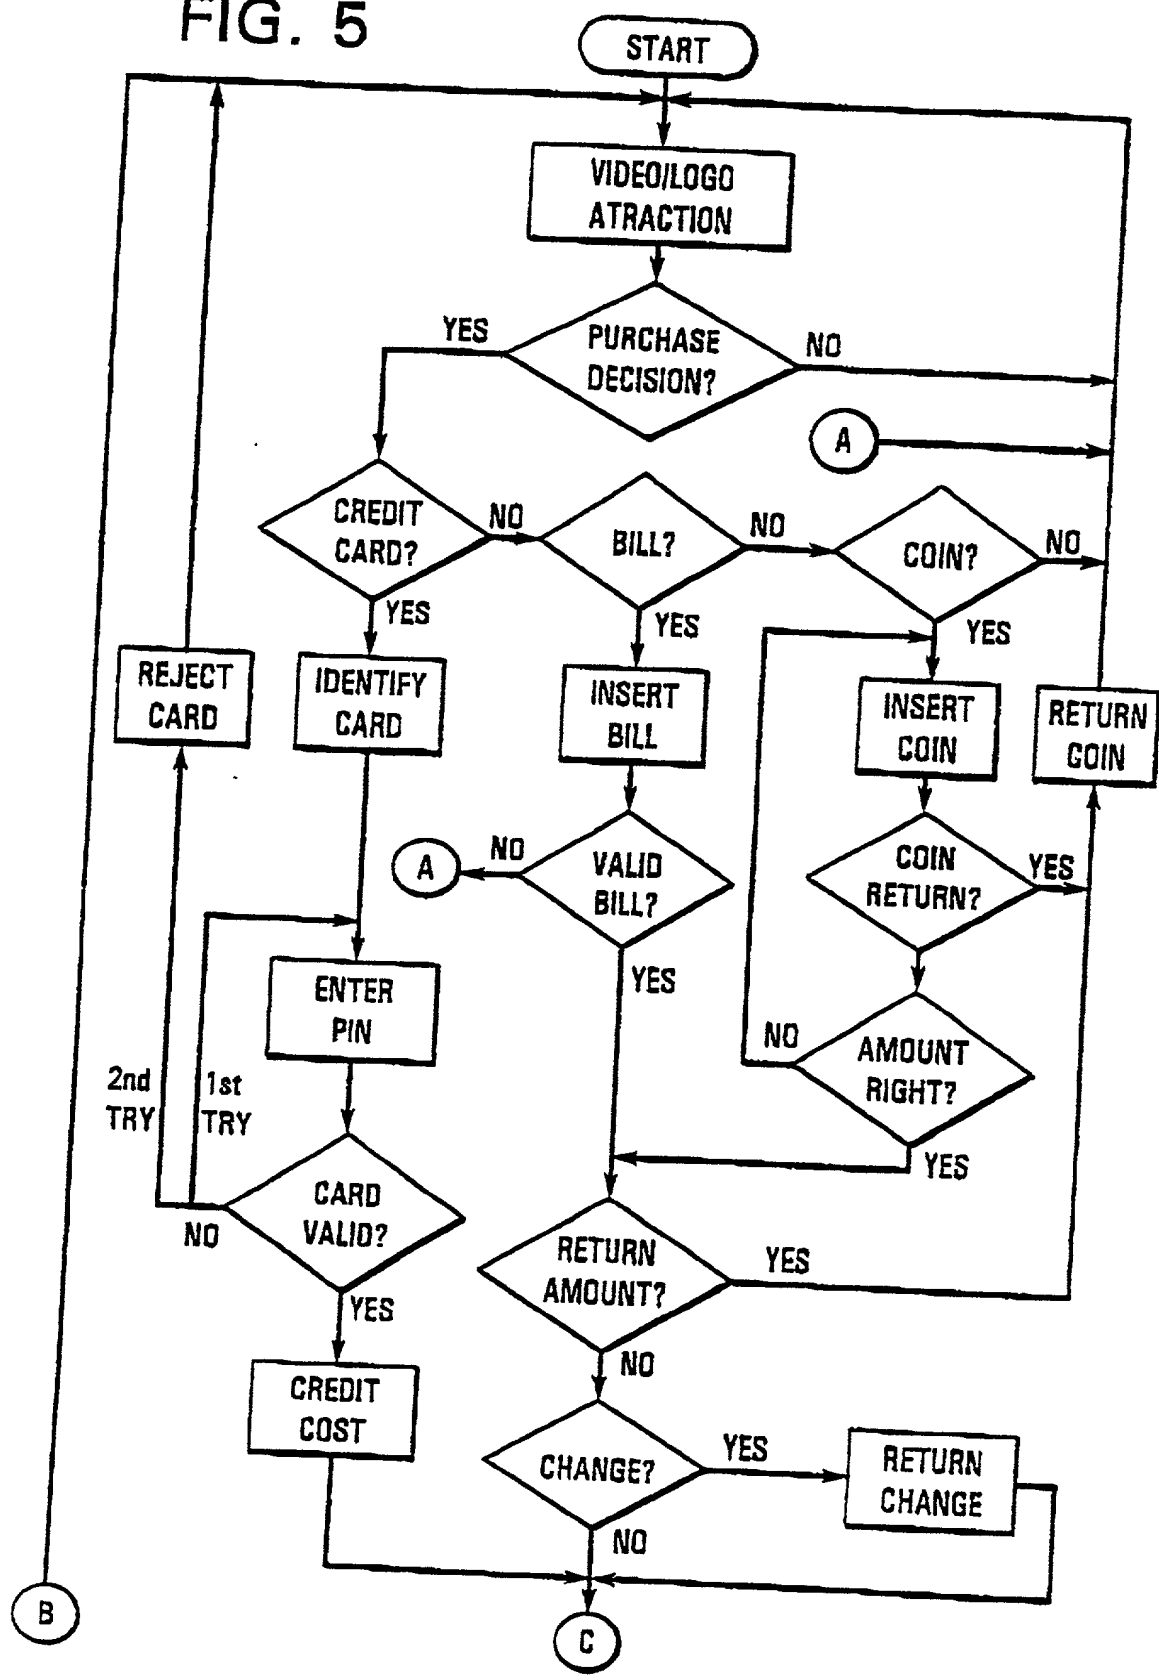 FIG. 5
START
VIDEO/LOGO
ATRACTION
YES
PURCHASE
DECISION?
NO
A
CREDIT
CARD?
NO
BILL?
NO
COIN?
NO
YES
YES
YES
REJECT
CARD
IDENTIFY
CARD
INSERT
BILL
INSERT
COIN
RETURN
COIN
A
NO
VALID
BILL?
COIN
RETURN?
YES
YES
ENTER
PIN
NO
AMOUNT
RIGHT?
2nd
TRY
1st
TRY
YES
CARD
VALID?
NO
RETURN
AMOUNT?
YES
YES
NO
CREDIT
COST
CHANGE?
YES
RETURN
CHANGE
NO
B
C